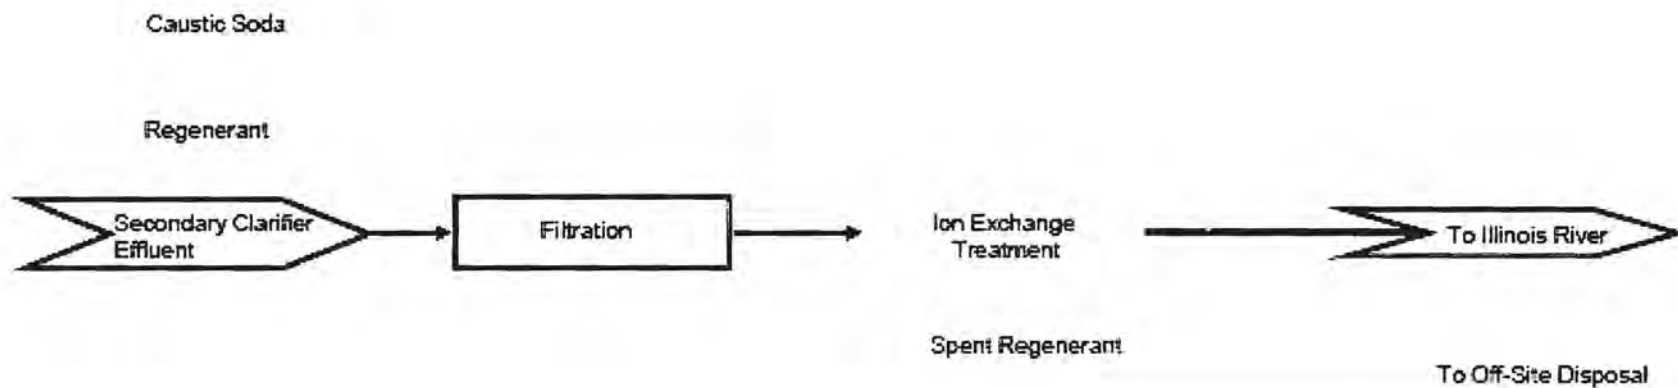 Caustic Soda
Regenerant
Secondary Clarifier
Effluent
Filtration
Ion Exchange
Treatment
To Illinois River
Spent Regenerant
To Off-Site Disposal